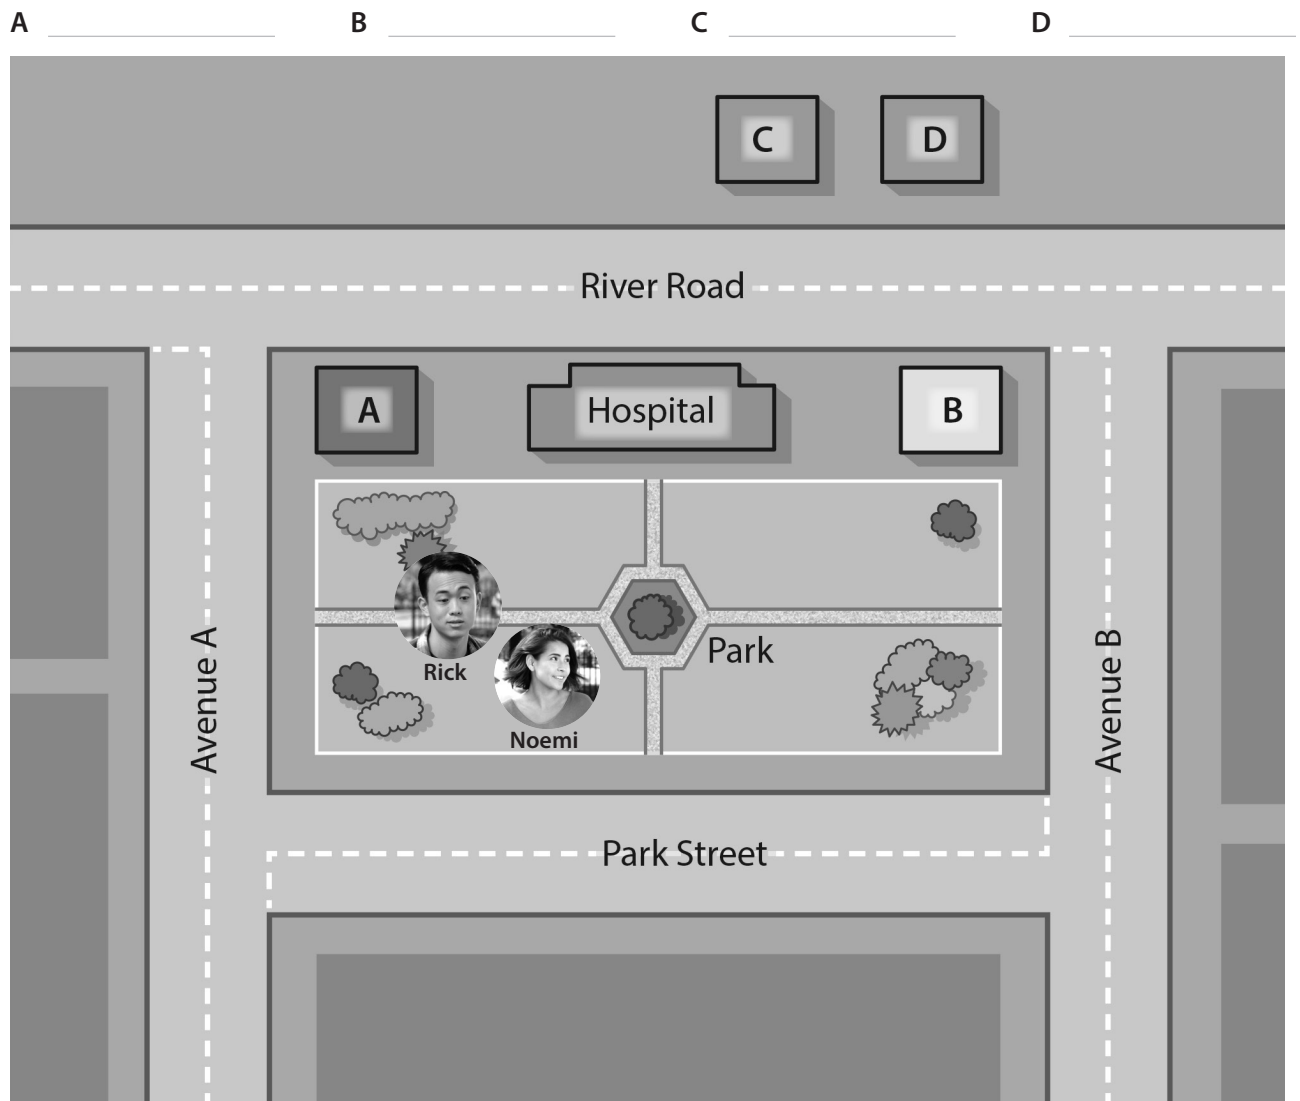 A B C D
C D
River Road
A Hospital B
Rick
Park
Noemi
Avenue A
Avenue B
Park Street